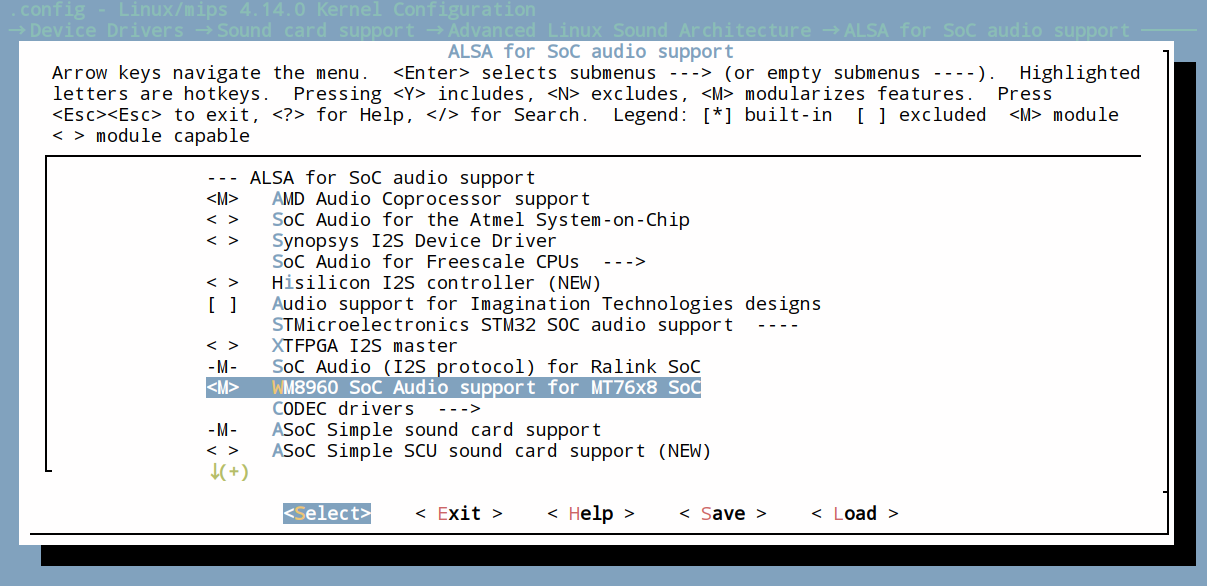 .config - Linux/mips 4.14.0 Kernel Configuration
→Device Drivers →Sound card support →Advanced Linux Sound Architecture →ALSA for SoC audio support
ALSA for SoC audio support
Arrow keys navigate the menu.  <Enter> selects submenus ---> (or empty submenus ----).  Highlighted
letters are hotkeys.  Pressing <Y> includes, <N> excludes, <M> modularizes features.  Press
<Esc><Esc> to exit, <?> for Help, </> for Search.  Legend: [*] built-in  [ ] excluded  <M> module
< > module capable
--- ALSA for SoC audio support
<M>   AMD Audio Coprocessor support
< >   SoC Audio for the Atmel System-on-Chip
< >   Synopsys I2S Device Driver
SoC Audio for Freescale CPUs  --->
< >   Hisilicon I2S controller (NEW)
[ ]   Audio support for Imagination Technologies designs
STMicroelectronics STM32 SOC audio support  ----
< >   XTFPGA I2S master
-M-   SoC Audio (I2S protocol) for Ralink SoC
<M>   WM8960 SoC Audio support for MT76x8 SoC
CODEC drivers  --->
-M-   ASoC Simple sound card support
< >   ASoC Simple SCU sound card support (NEW)
↓(+)
<Select>    < Exit >    < Help >    < Save >    < Load >